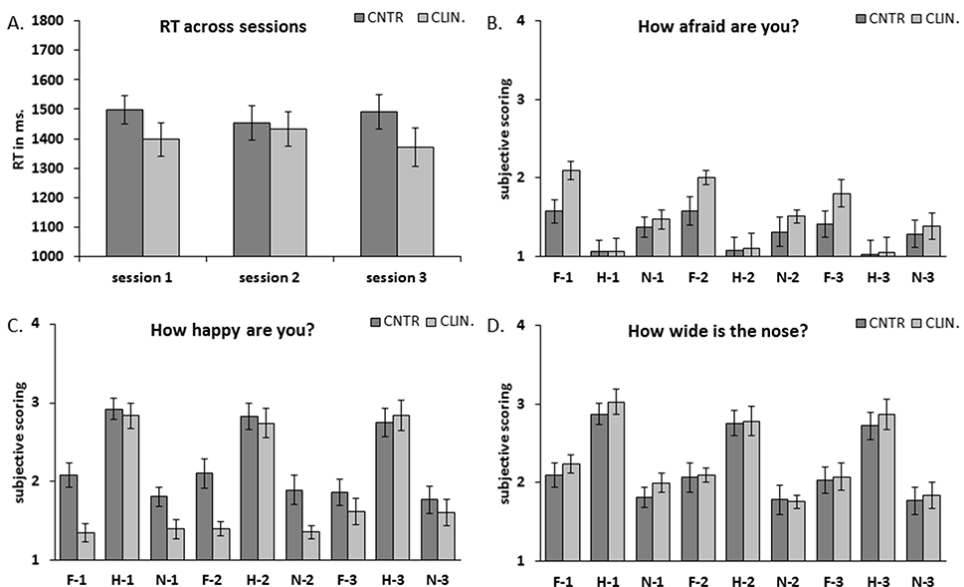 A.
RT across sessions
CNTR CLIN.
RT in ms.
1800
1700
1600
1500
1400
1300
1200
1100
1000
session 1 session 2 session 3
B.
How afraid are you?
CNTR CLIN.
subjective scoring
4
3
2
1
F-1 H-1 N-1 F-2 H-2 N-2 F-3 H-3 N-3
C.
How happy are you?
CNTR CLIN.
subjective scoring
4
3
2
1
F-1 H-1 N-1 F-2 H-2 N-2 F-3 H-3 N-3
D.
How wide is the nose?
CNTR CLIN.
subjective scoring
4
3
2
1
F-1 H-1 N-1 F-2 H-2 N-2 F-3 H-3 N-3